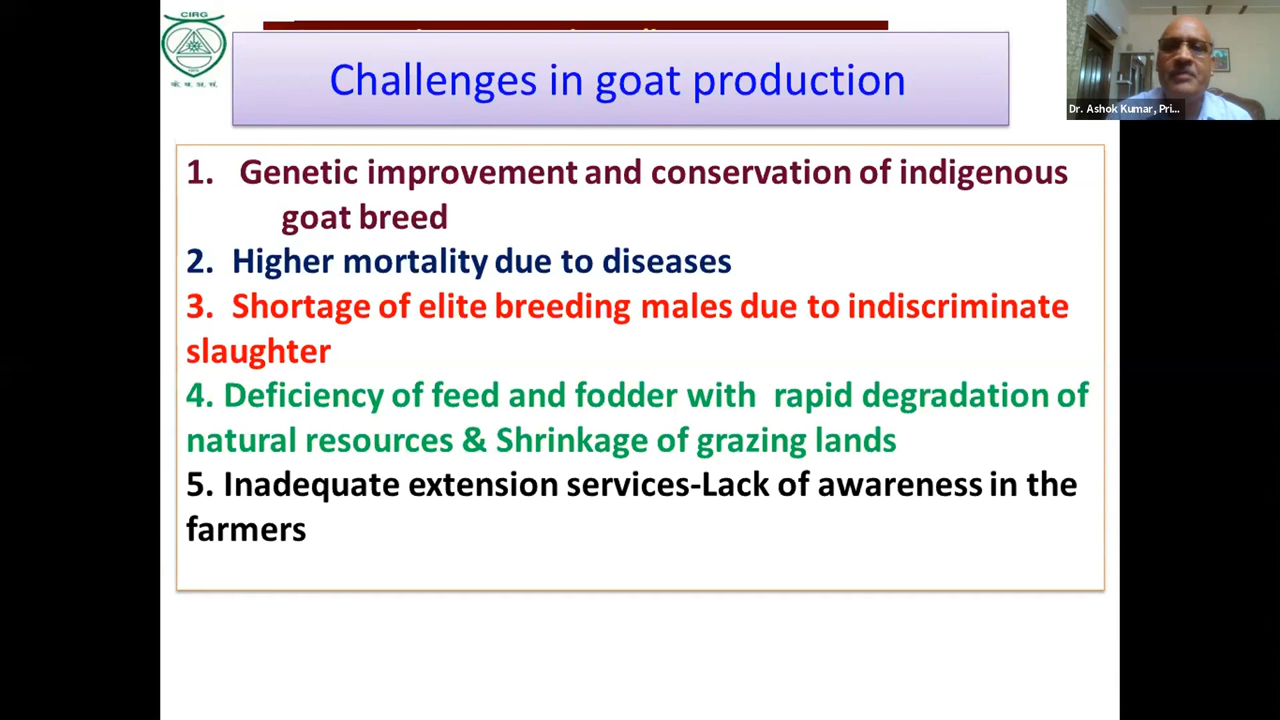 CIRG
Challenges in goat production
Dr. Ashok Kumar, Pri...
1. Genetic improvement and conservation of indigenous
goat breed
2. Higher mortality due to diseases
3. Shortage of elite breeding males due to indiscriminate
slaughter
4. Deficiency of feed and fodder with rapid degradation of
natural resources & Shrinkage of grazing lands
5. Inadequate extension services-Lack of awareness in the
farmers